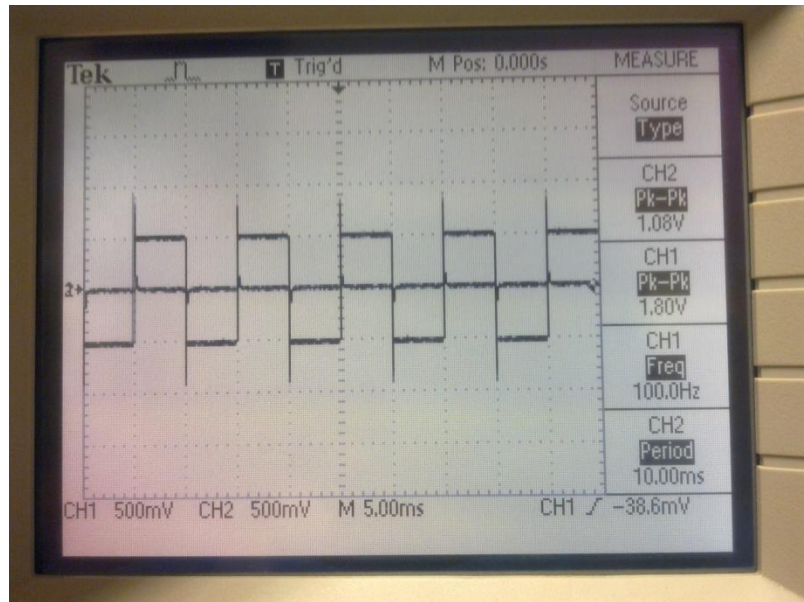 Tek T Trig'd M Pos: 0.000s MEASURE
Source
Type
CH2
Pk-Pk
1.08V
CH1
Pk-Pk
1.80V
CH1
Freq
100.0Hz
CH2
Period
10.00ms
2
CH1 500mV CH2 500mV M 5.00ms CH1 -38.6mV